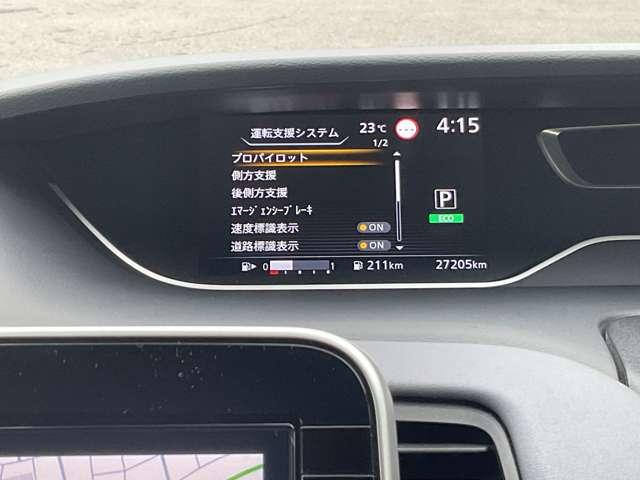 運転支援システム 23℃ --- 4:15
1/2
プロパイロット
側方支援
後側方支援
ｴﾏｰｼﾞｪﾝｼｰﾌﾞﾚｰｷ
速度標識表示 ON
道路標識表示 ON
P
ECO
0 1 211km 27205km